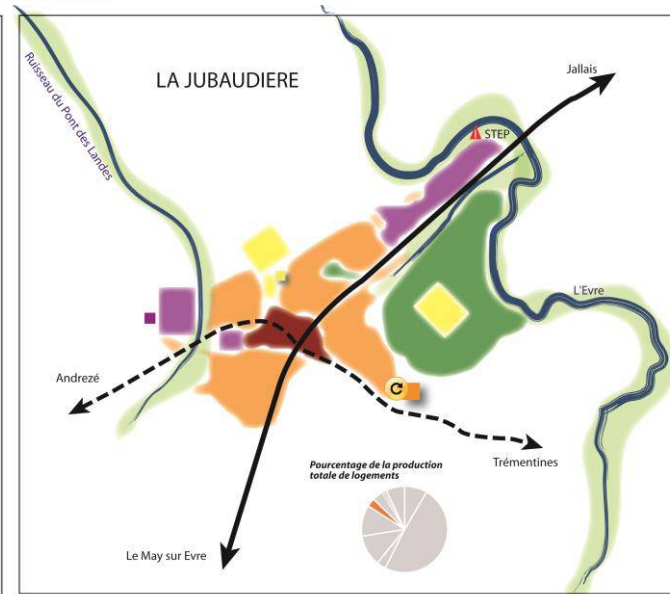 LA JUBAUDIERE
Jallais
Ruisseau du Pont des Landes
STEP
L'Evre
Andrezé
Trémentines
Pourcentage de la production
totale de logements
Le May sur Evre